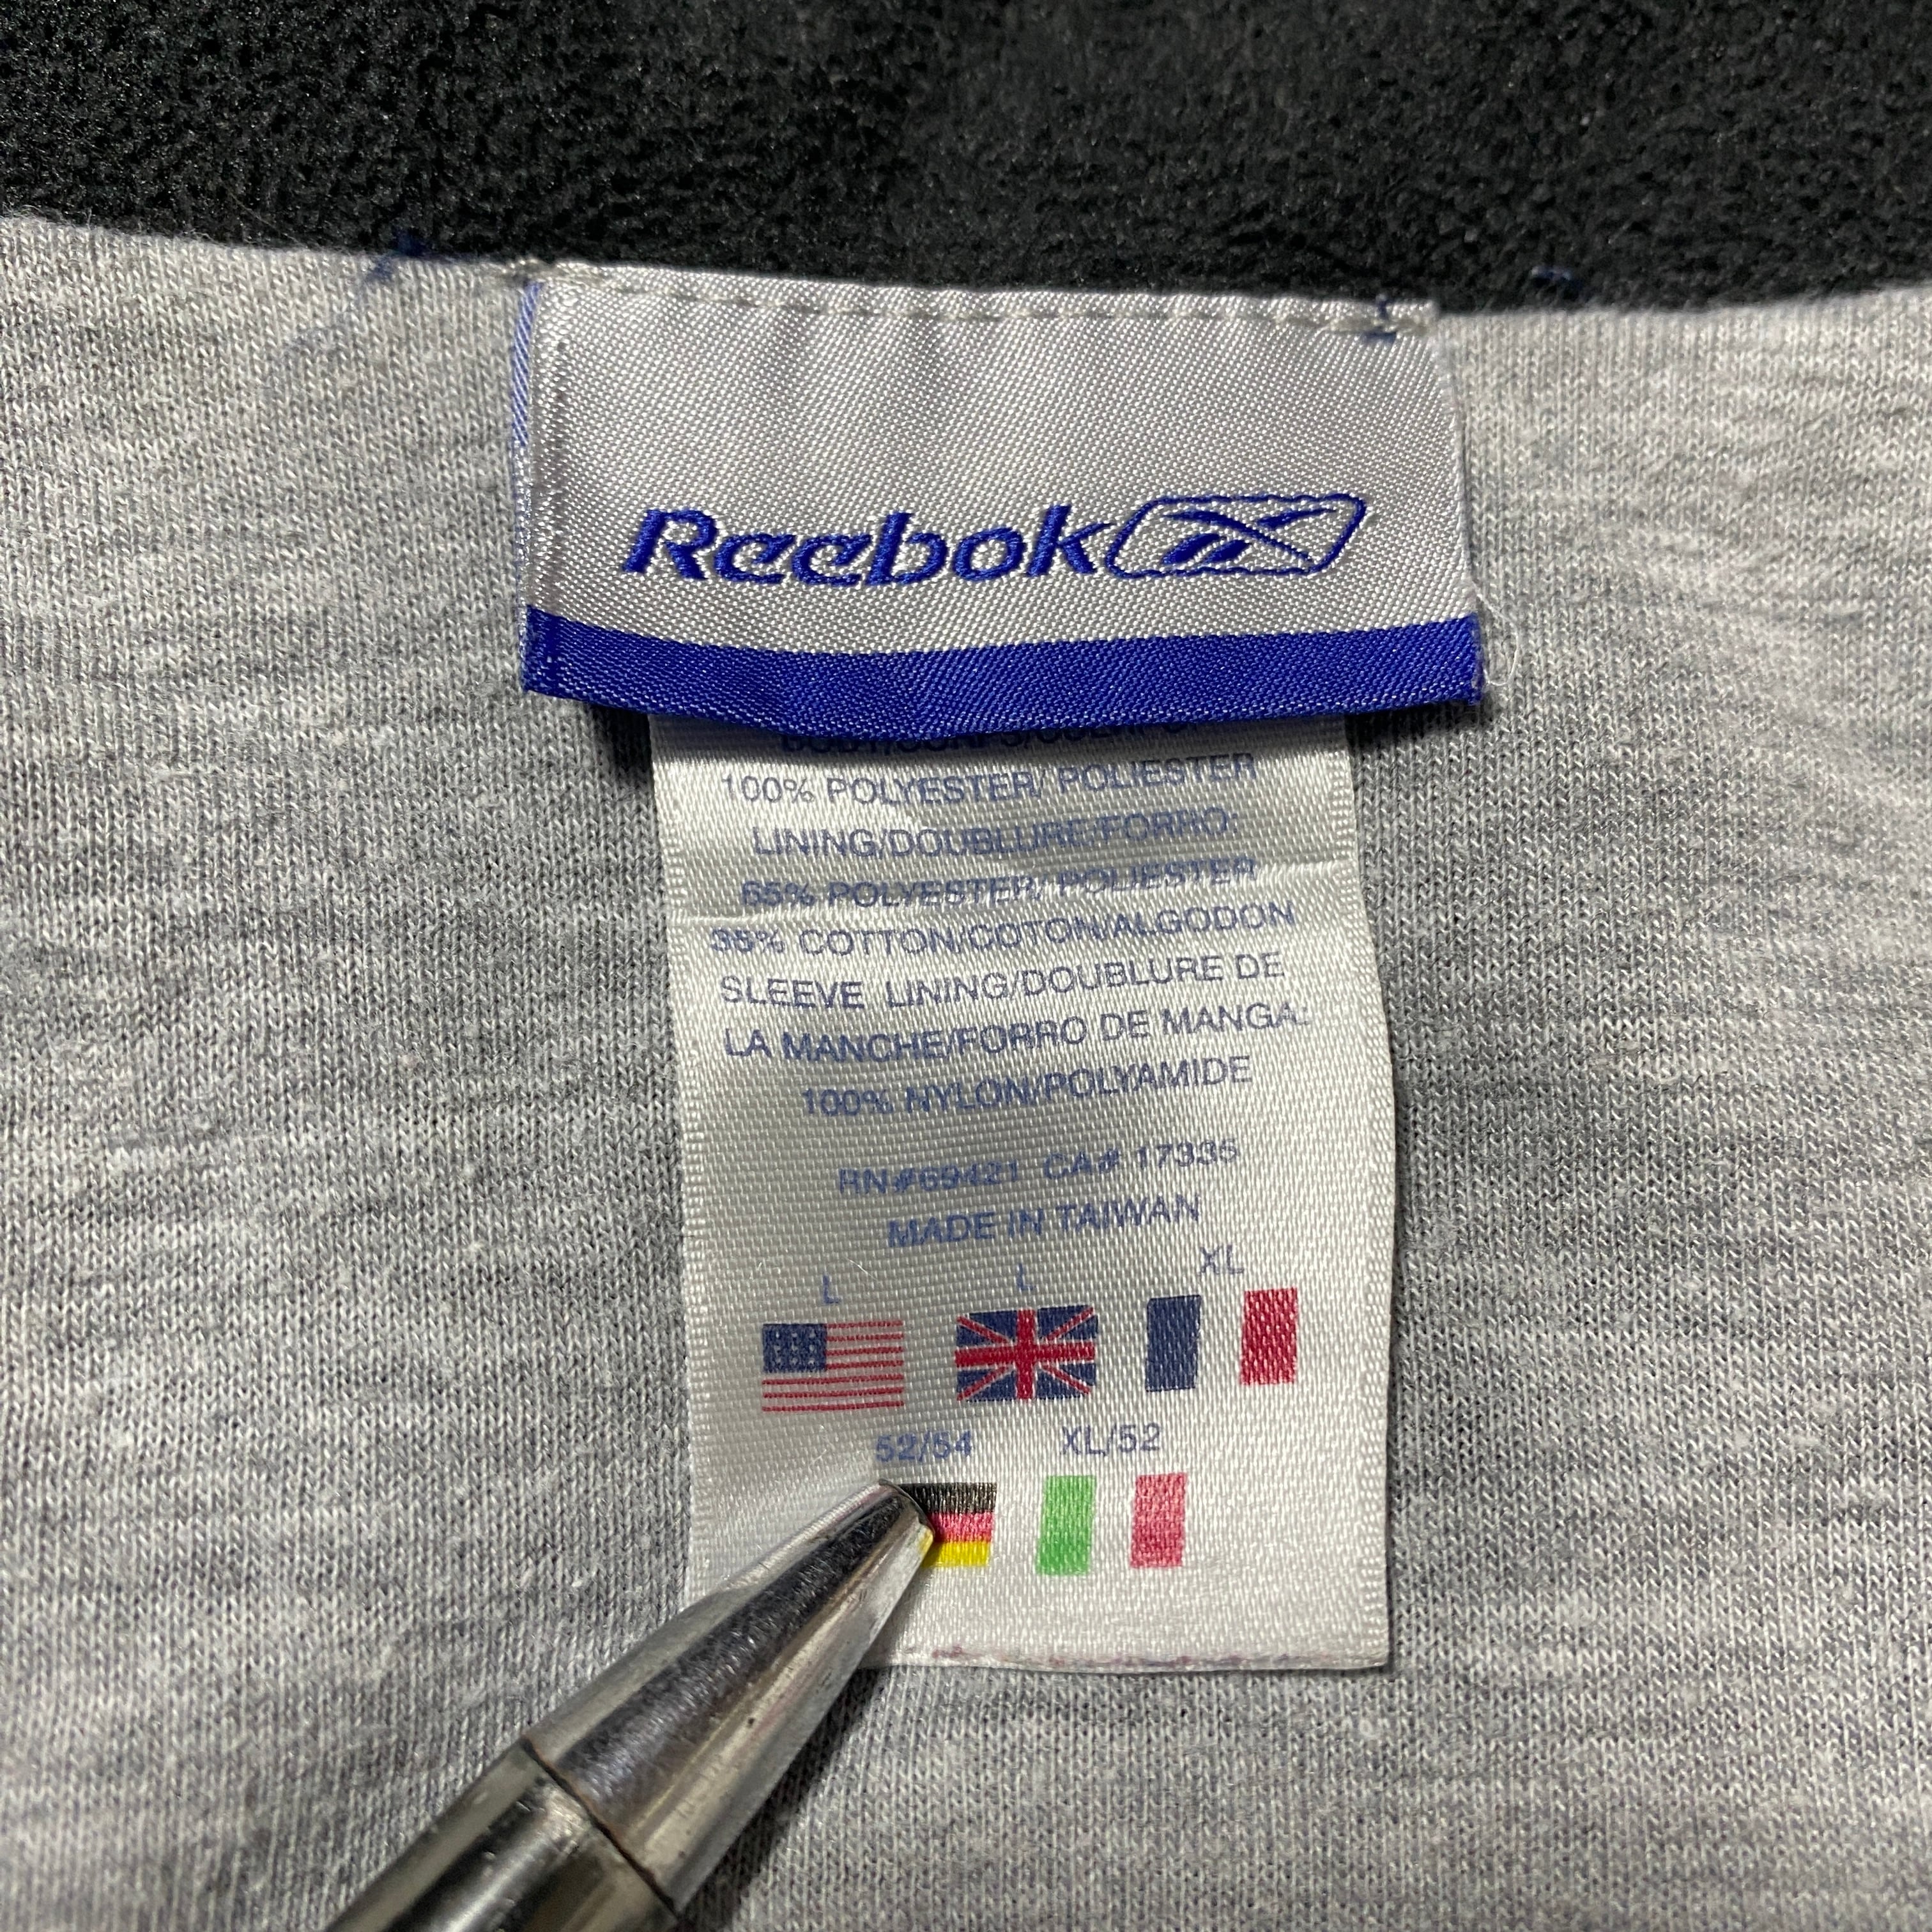 Reebok
100% POLYESTER/ POLIESTER
LINING/DOUBLURE/FORRO:
65% POLYESTER/ POLIESTER
35% COTTON/COTON/ALGODON
SLEEVE LINING/DOUBLURE DE
LA MANCHE/FORRO DE MANGA:
100% NYLON/POLYAMIDE
RN#69421 CA# 17335
MADE IN TAIWAN
L L XL
52/54 XL/52